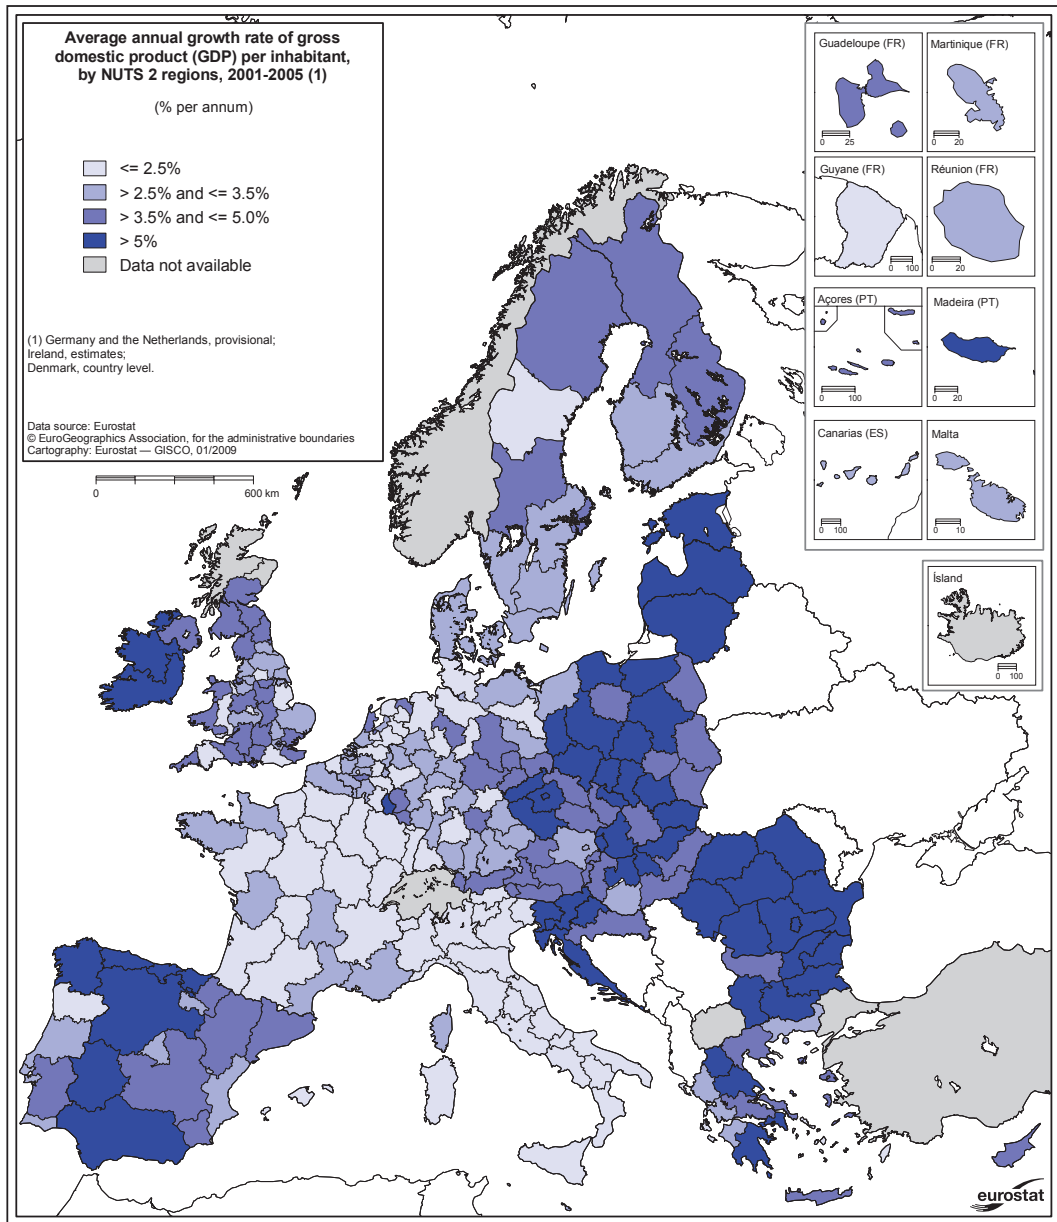 Average annual growth rate of gross
domestic product (GDP) per inhabitant,
by NUTS 2 regions, 2001-2005 (1)
(% per annum)
<= 2.5%
> 2.5% and <= 3.5%
> 3.5% and <= 5.0%
> 5%
Data not available
(1) Germany and the Netherlands, provisional;
Ireland, estimates;
Denmark, country level.
Data source: Eurostat
© EuroGeographics Association, for the administrative boundaries
Cartography: Eurostat — GISCO, 01/2009
0 600 km
Guadeloupe (FR)
0 25
Martinique (FR)
0 20
Guyane (FR)
0 100
Réunion (FR)
0 20
Açores (PT)
0 100
Madeira (PT)
0 20
Canarias (ES)
0 100
Malta
0 10
Ísland
0 100
eurostat